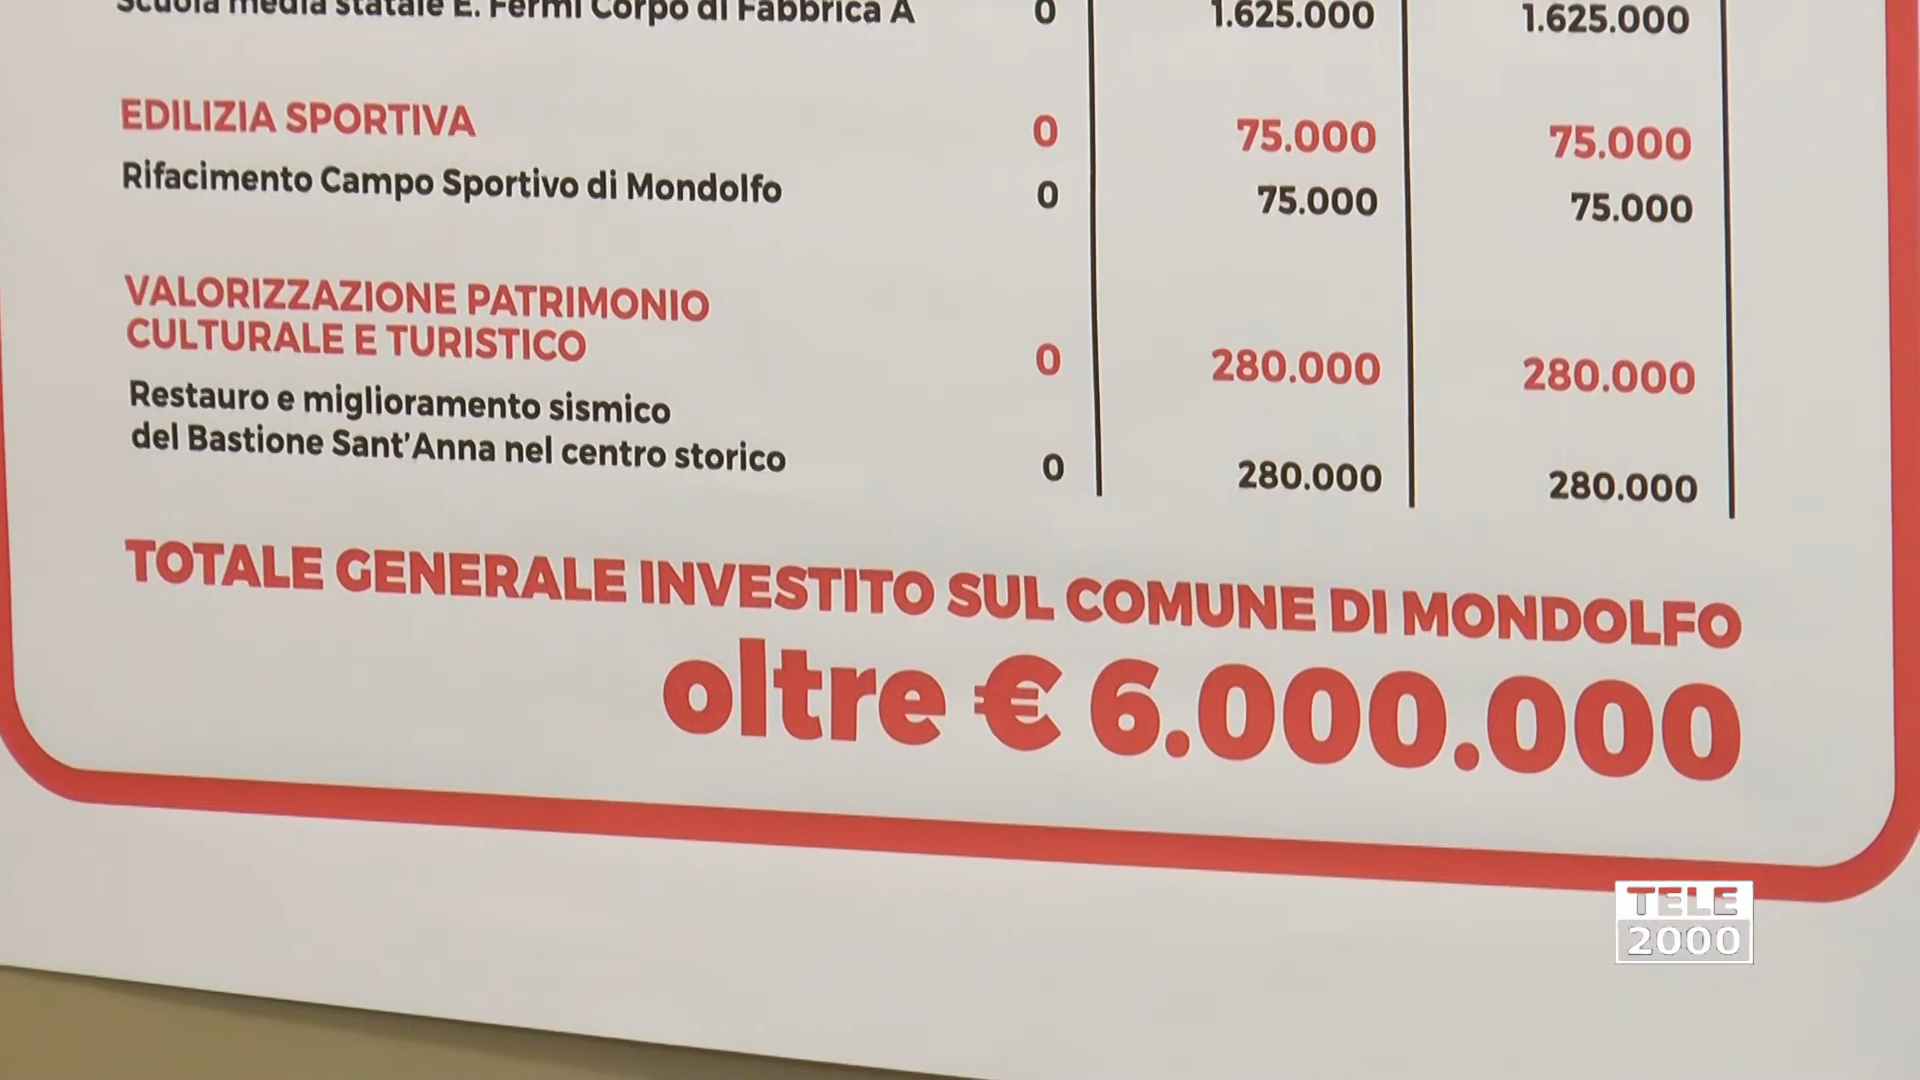 Scuola media statale E. Fermi Corpo di Fabbrica A 0 1.625.000 1.625.000
EDILIZIA SPORTIVA 0 75.000 75.000
Rifacimento Campo Sportivo di Mondolfo 0 75.000 75.000
VALORIZZAZIONE PATRIMONIO
CULTURALE E TURISTICO 0 280.000 280.000
Restauro e miglioramento sismico
del Bastione Sant'Anna nel centro storico 0 280.000 280.000
TOTALE GENERALE INVESTITO SUL COMUNE DI MONDOLFO
oltre € 6.000.000
TELE
2000